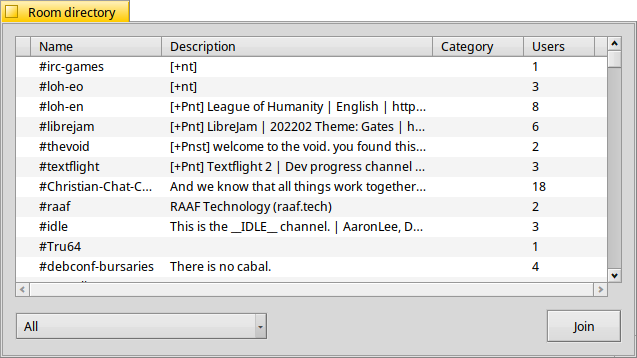 Room directory
Name Description Category Users
#irc-games [+nt] 1
#loh-eo [+nt] 3
#loh-en [+Pnt] League of Humanity | English | http... 8
#librejam [+Pnt] LibreJam | 202202 Theme: Gates | h... 6
#thevoid [+Pnst] welcome to the void. you found this... 2
#textflight [+Pnt] Textflight 2 | Dev progress channel ... 3
#Christian-Chat-C... And we know that all things work together... 18
#raaf RAAF Technology (raaf.tech) 2
#idle This is the __IDLE__ channel. | AaronLee, D... 3
#Tru64 1
#debconf-bursaries There is no cabal. 4
All
Join